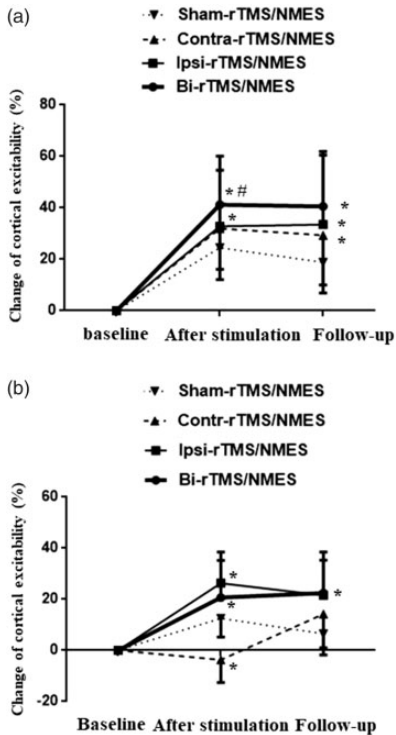 (a)
Sham-rTMS/NMES
Contra-rTMS/NMES
Ipsi-rTMS/NMES
Bi-rTMS/NMES
Change of cortical excitability (%)
80
60
40
20
0
* #
*
*
*
*
baseline After stimulation Follow-up
(b)
Sham-rTMS/NMES
Contr-rTMS/NMES
Ipsi-rTMS/NMES
Bi-rTMS/NMES
Change of cortical excitability (%)
60
40
20
0
-20
*
*
*
*
Baseline After stimulation Follow-up